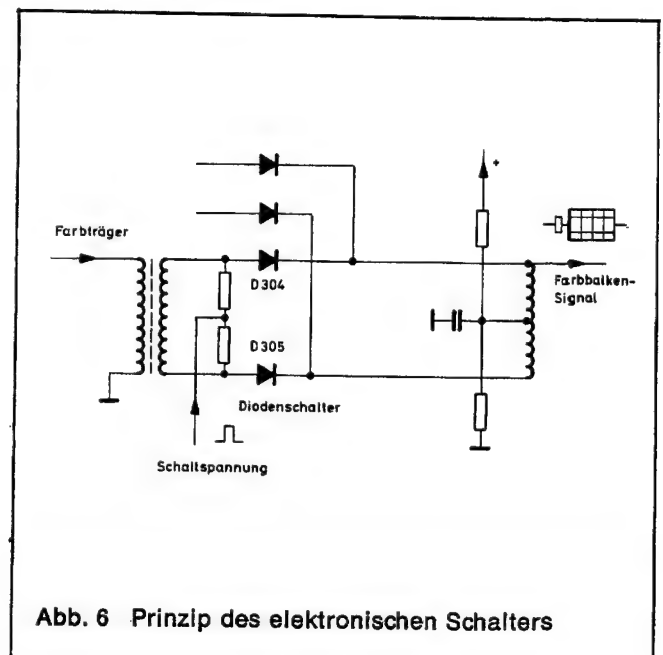 +
Farbträger
D304
Farbbalken-
Signal
D305
Diodenschalter
Schaltspannung
Abb. 6 Prinzip des elektronischen Schalters